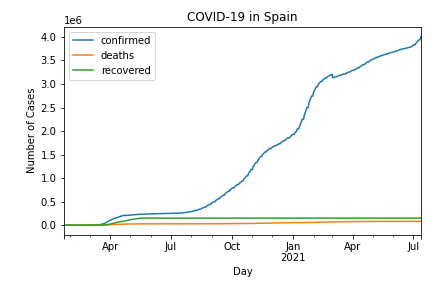 COVID-19 in Spain
1e6
confirmed
deaths
recovered
4.0
3.5
3.0
2.5
2.0
1.5
1.0
0.5
0.0
Number of Cases
Apr Jul Oct Jan Apr Jul
2021
Day